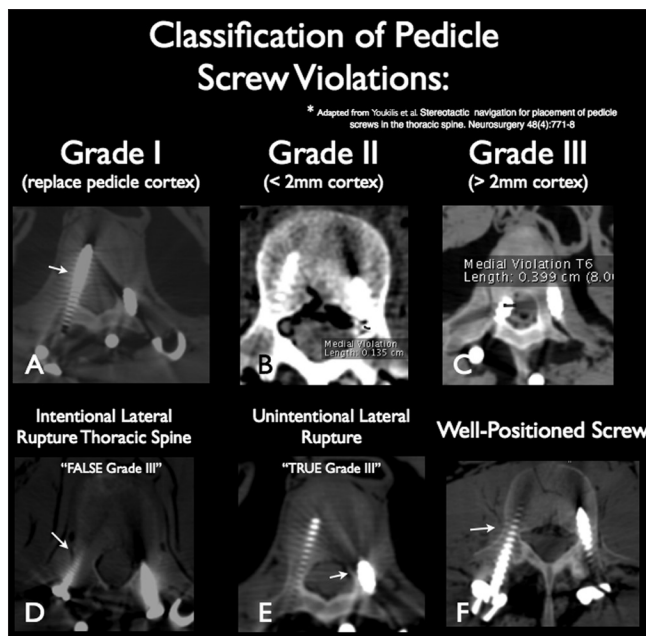 Classification of Pedicle
Screw Violations:
* Adapted from Youkilis et al. Stereotactic navigation for placement of pedicle
screws in the thoracic spine. Neurosurgery 48(4):771-8
Grade I
(replace pedicle cortex)
Grade II
(< 2mm cortex)
Grade III
(> 2mm cortex)
A
Medial Violation
Length: 0.135 cm
B
Medial Violation T6
Length: 0.399 cm (8.0
C
Intentional Lateral
Rupture Thoracic Spine
"FALSE Grade III"
D
Unintentional Lateral
Rupture
"TRUE Grade III"
E
Well-Positioned Screw
F